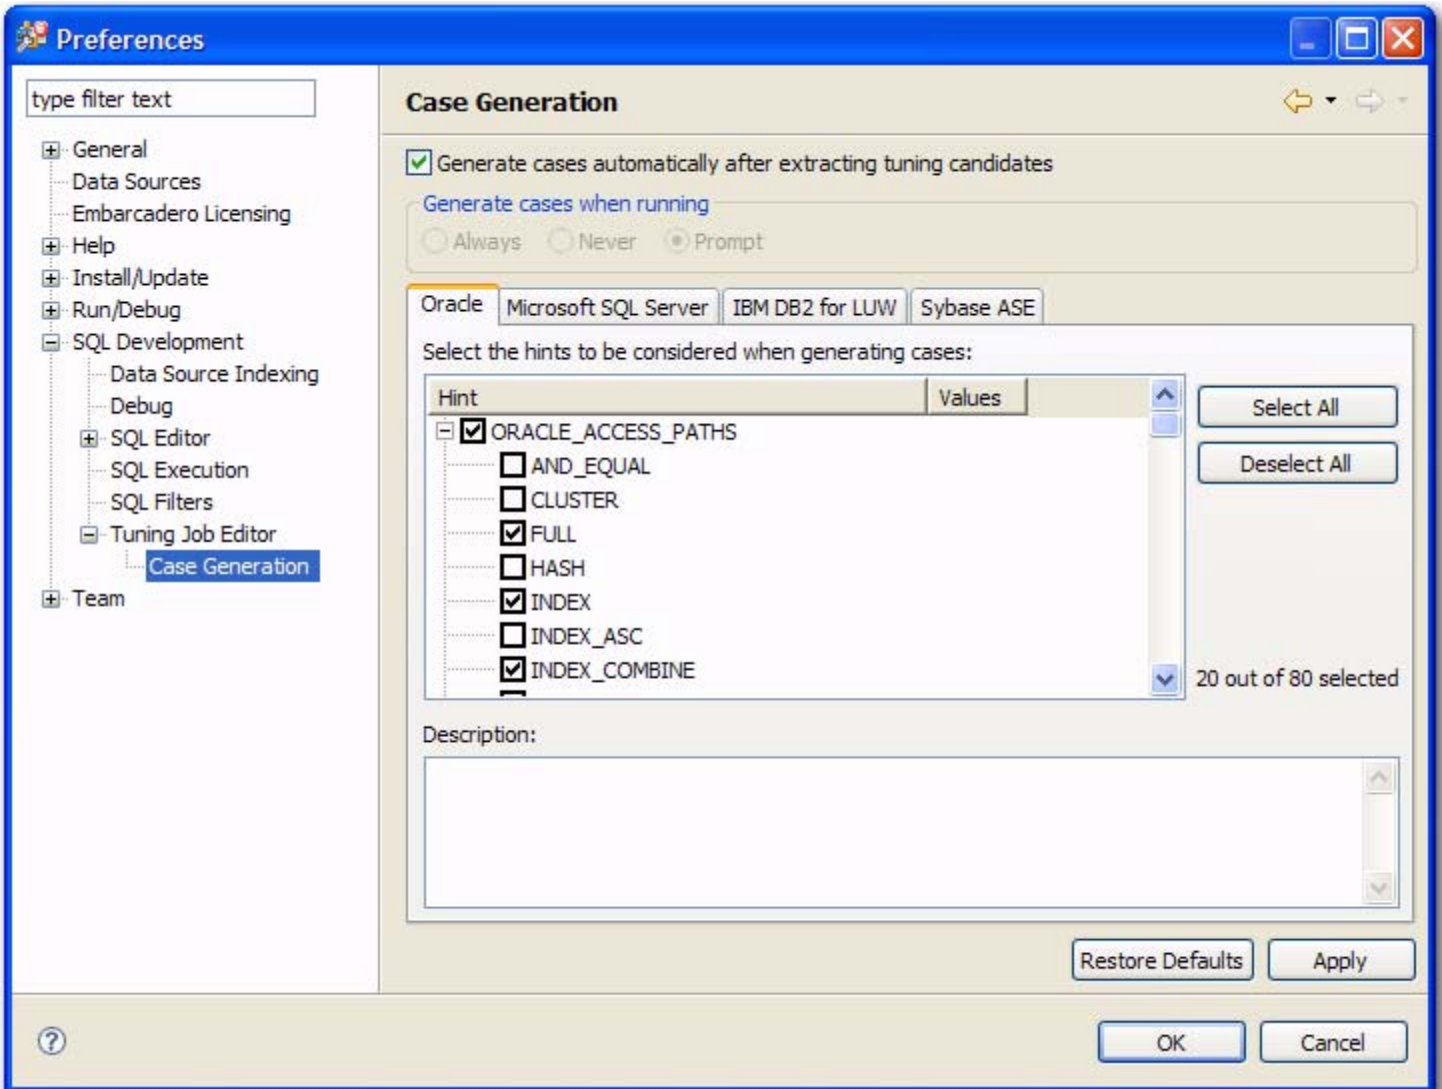 Preferences
type filter text
General
Data Sources
Embarcadero Licensing
Help
Install/Update
Run/Debug
SQL Development
Data Source Indexing
Debug
SQL Editor
SQL Execution
SQL Filters
Tuning Job Editor
Case Generation
Team
Case Generation
Generate cases automatically after extracting tuning candidates
Generate cases when running
Always Never Prompt
Oracle Microsoft SQL Server IBM DB2 for LUW Sybase ASE
Select the hints to be considered when generating cases:
Hint Values
ORACLE_ACCESS_PATHS
AND_EQUAL
CLUSTER
FULL
HASH
INDEX
INDEX_ASC
INDEX_COMBINE
Select All
Deselect All
20 out of 80 selected
Description:
Restore Defaults Apply
? OK Cancel